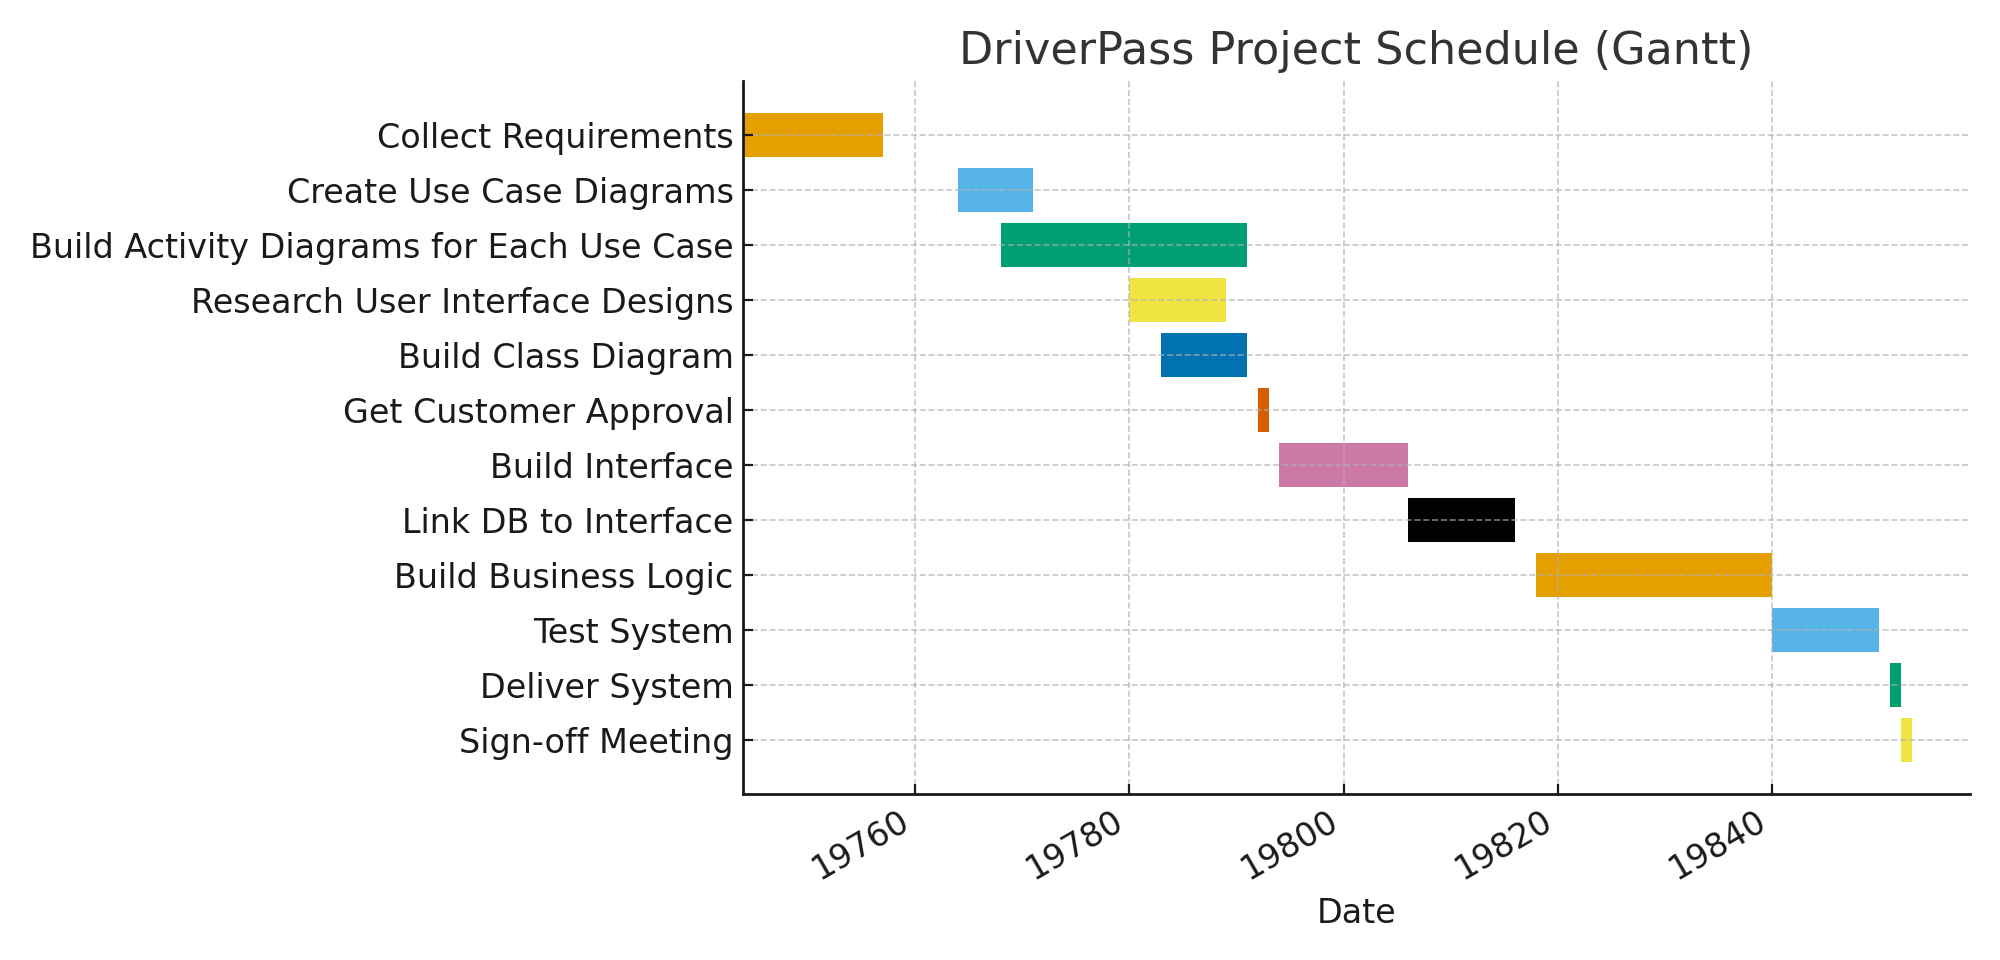 DriverPass Project Schedule (Gantt)
Collect Requirements
Create Use Case Diagrams
Build Activity Diagrams for Each Use Case
Research User Interface Designs
Build Class Diagram
Get Customer Approval
Build Interface
Link DB to Interface
Build Business Logic
Test System
Deliver System
Sign-off Meeting
19760
19780
19800
19820
19840
Date